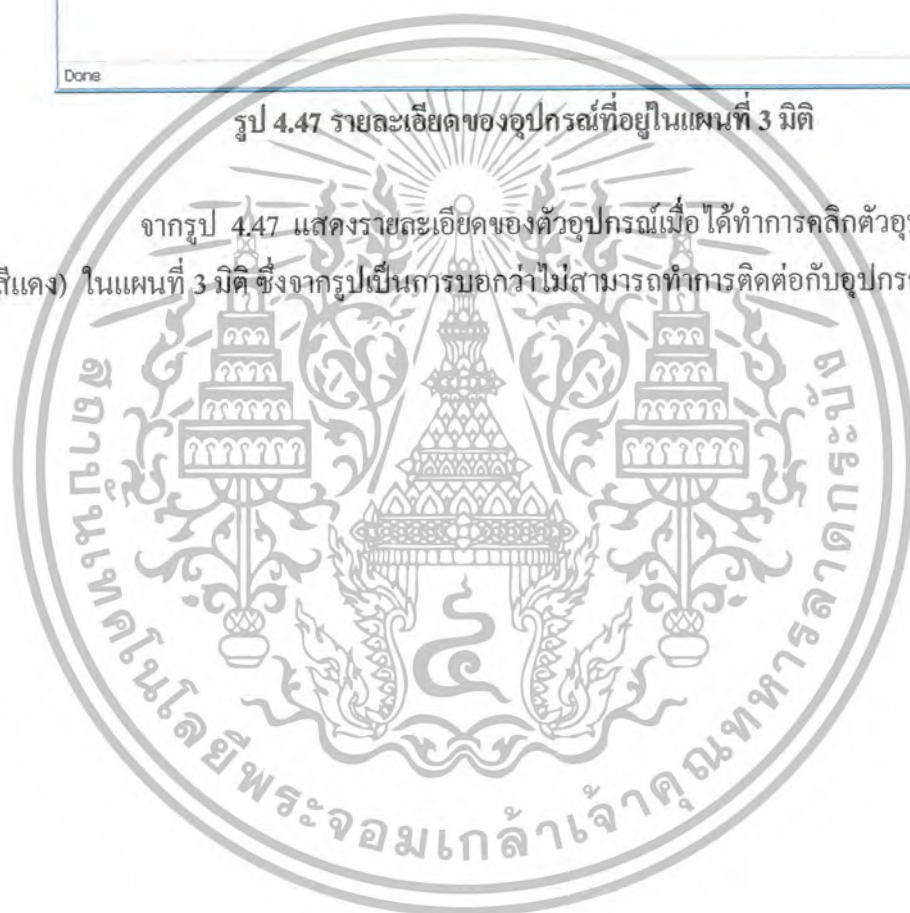 Done
รูป 4.47 รายละเอียดของอุปกรณ์ที่อยู่ในแผนที่ 3 มิติ
จากรูป 4.47 แสดงรายละเอียดของตัวอุปกรณ์เมื่อได้ทำการคลิกตัวอุ
สีแดง) ในแผนที่ 3 มิติ ซึ่งจากรูปเป็นการบอกว่าไม่สามารถทำการติดต่อกับอุปกร
สถาบันเทคโนโลยีพระจอมเกล้าเจ้าคุณทหารลาดกระบัง